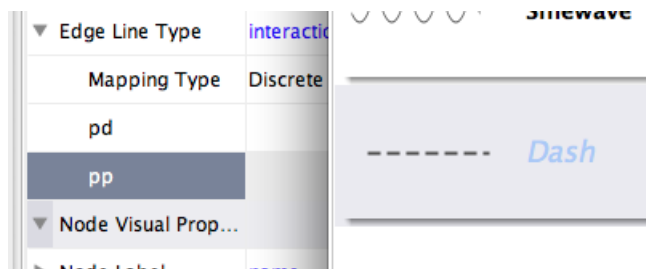 Edge Line Type interactio
Mapping Type Discrete
pd
pp
Node Visual Prop...
Sinewave
Dash